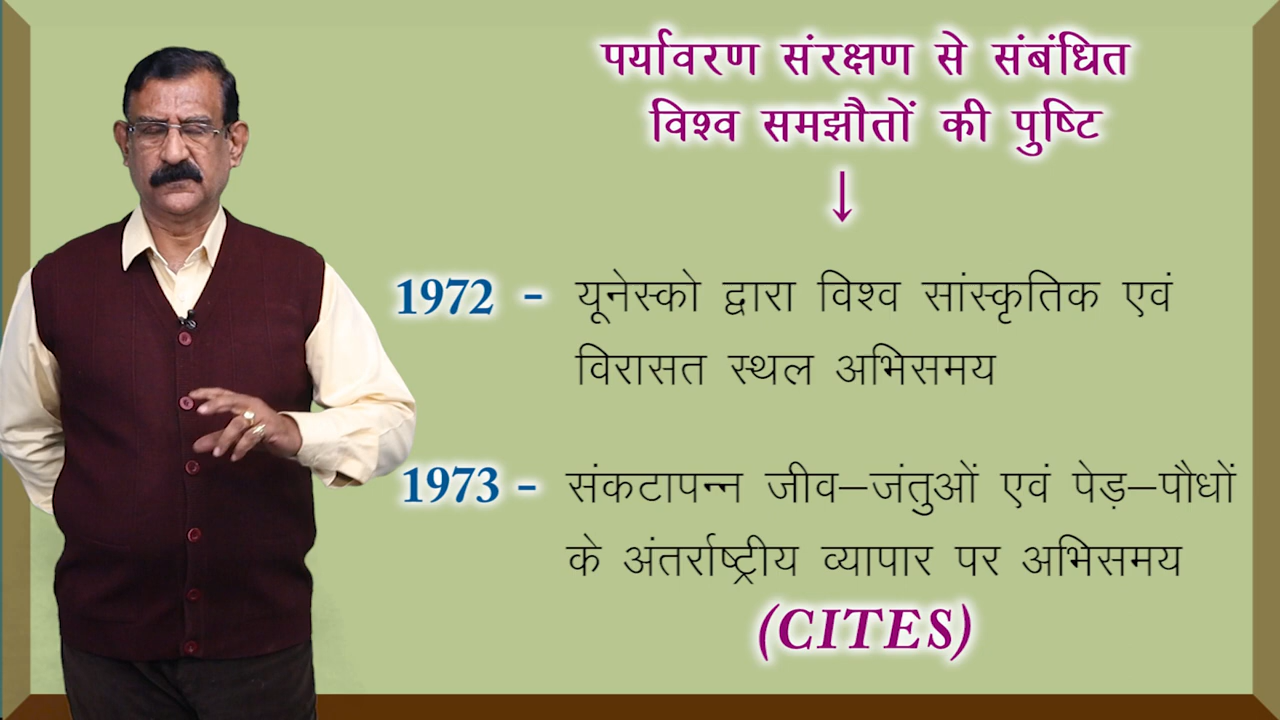 पर्यावरण संरक्षण से संबंधित
विश्व समझौतों की पुष्टि
↓
1972 - यूनेस्को द्वारा विश्व सांस्कृतिक एवं
विरासत स्थल अभिसमय
1973 - संकटापन्न जीव–जंतुओं एवं पेड़–पौधों
के अंतर्राष्ट्रीय व्यापार पर अभिसमय
(CITES)